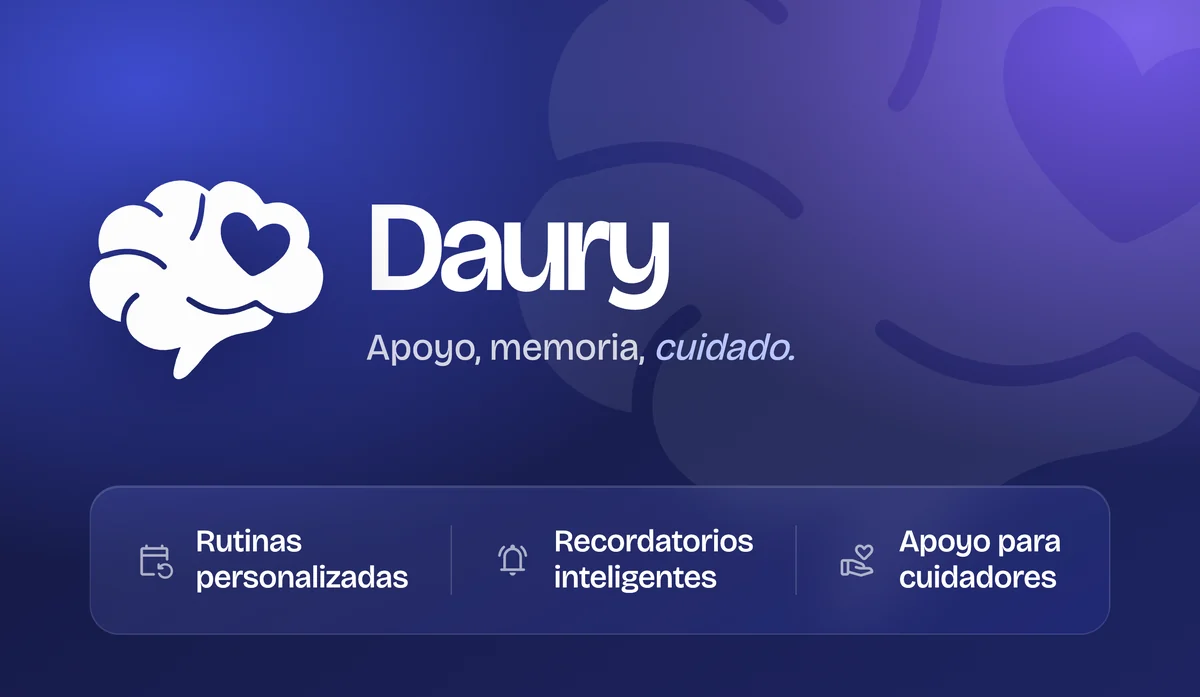 Daury
Apoyo, memoria, cuidado.
Rutinas
personalizadas
Recordatorios
inteligentes
Apoyo para
cuidadores